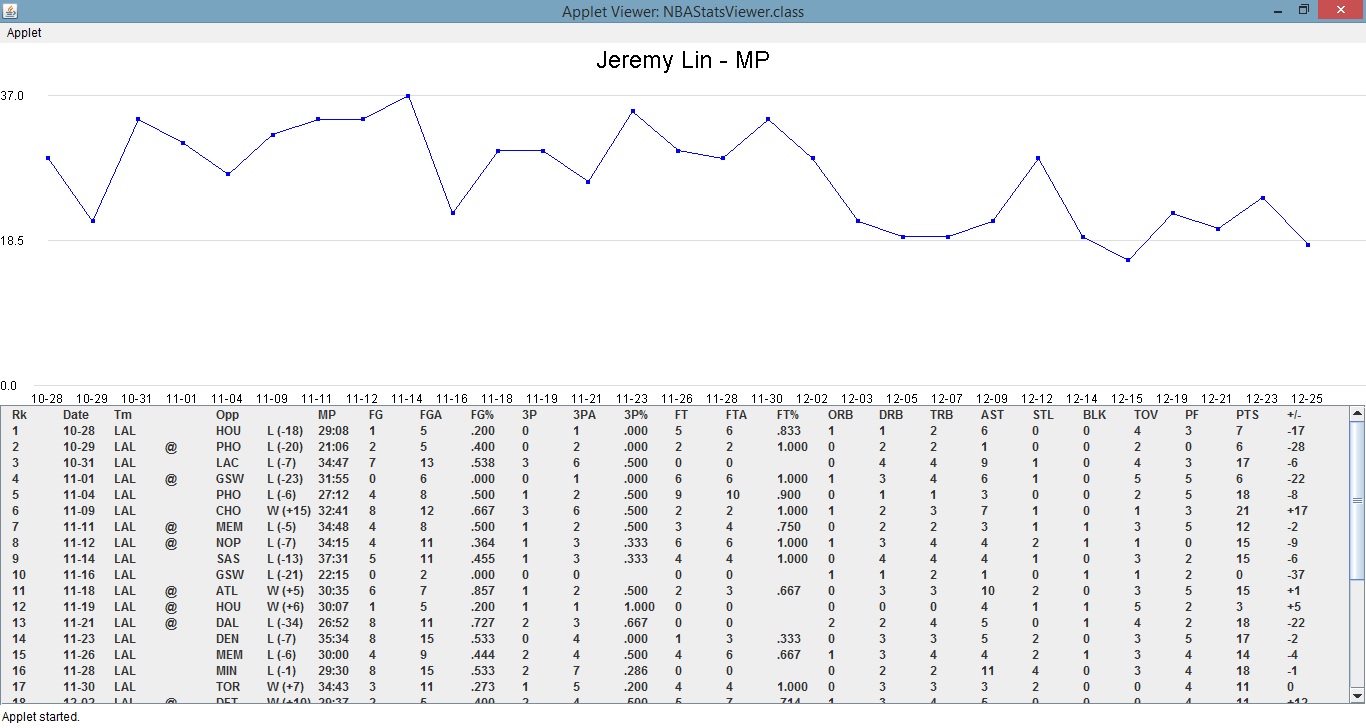 Applet Viewer: NBAStatsViewer.class
Applet
Jeremy Lin - MP
37.0
18.5
0.0
10-28 10-29 10-31 11-01 11-04 11-09 11-11 11-12 11-14 11-16 11-18 11-19 11-21 11-23 11-26 11-28 11-30 12-02 12-03 12-05 12-07 12-09 12-12 12-14 12-15 12-19 12-21 12-23 12-25
Rk Date Tm Opp MP FG FGA FG% 3P 3PA 3P% FT FTA FT% ORB DRB TRB AST STL BLK TOV PF PTS +/-
1 10-28 LAL HOU L (-18) 29:08 1 5 .200 0 1 .000 5 6 .833 1 1 2 6 0 0 4 3 7 -17
2 10-29 LAL @ PHO L (-20) 21:06 2 5 .400 0 2 .000 2 2 1.000 0 2 2 1 0 0 2 0 6 -28
3 10-31 LAL LAC L (-7) 34:47 7 13 .538 3 6 .500 0 0 0 4 4 9 1 0 4 3 17 -6
4 11-01 LAL @ GSW L (-23) 31:55 0 6 .000 0 1 .000 6 6 1.000 1 3 4 6 1 0 5 5 6 -22
5 11-04 LAL PHO L (-6) 27:12 4 8 .500 1 2 .500 9 10 .900 0 1 1 3 0 0 2 5 18 -8
6 11-09 LAL CHO W (+15) 32:41 8 12 .667 3 6 .500 2 2 1.000 1 2 3 7 1 0 1 3 21 +17
7 11-11 LAL @ MEM L (-5) 34:48 4 8 .500 1 2 .500 3 4 .750 0 2 2 3 1 1 3 5 12 -2
8 11-12 LAL @ NOP L (-7) 34:15 4 11 .364 1 3 .333 6 6 1.000 1 3 4 4 2 1 1 0 15 -9
9 11-14 LAL SAS L (-13) 37:31 5 11 .455 1 3 .333 4 4 1.000 0 4 4 4 1 0 3 2 15 -6
10 11-16 LAL GSW L (-21) 22:15 0 2 .000 0 0 0 0 1 1 2 1 0 1 1 2 0 -37
11 11-18 LAL @ ATL W (+5) 30:35 6 7 .857 1 2 .500 2 3 .667 0 3 3 10 2 0 3 5 15 +1
12 11-19 LAL @ HOU W (+6) 30:07 1 5 .200 1 1 1.000 0 0 0 0 0 4 1 1 5 2 3 +5
13 11-21 LAL @ DAL L (-34) 26:52 8 11 .727 2 3 .667 0 0 2 2 4 5 0 1 4 2 18 -22
14 11-23 LAL DEN L (-7) 35:34 8 15 .533 0 4 .000 1 3 .333 0 3 3 5 2 0 3 5 17 -2
15 11-26 LAL MEM L (-6) 30:00 4 9 .444 2 4 .500 4 6 .667 1 3 4 4 2 1 3 4 14 -4
16 11-28 LAL MIN L (-1) 29:30 8 15 .533 2 7 .286 0 0 0 2 2 11 4 0 3 4 18 -1
17 11-30 LAL TOR W (+7) 34:43 3 11 .273 1 5 .200 4 4 1.000 0 3 3 3 2 0 0 4 11 0
18 12-02 LAL @ DET W (+10) 29:37 2 5 .400 2 4 .500 5 7 .714 1 3 4 5 0 0 0 4 11 +12
Applet started.